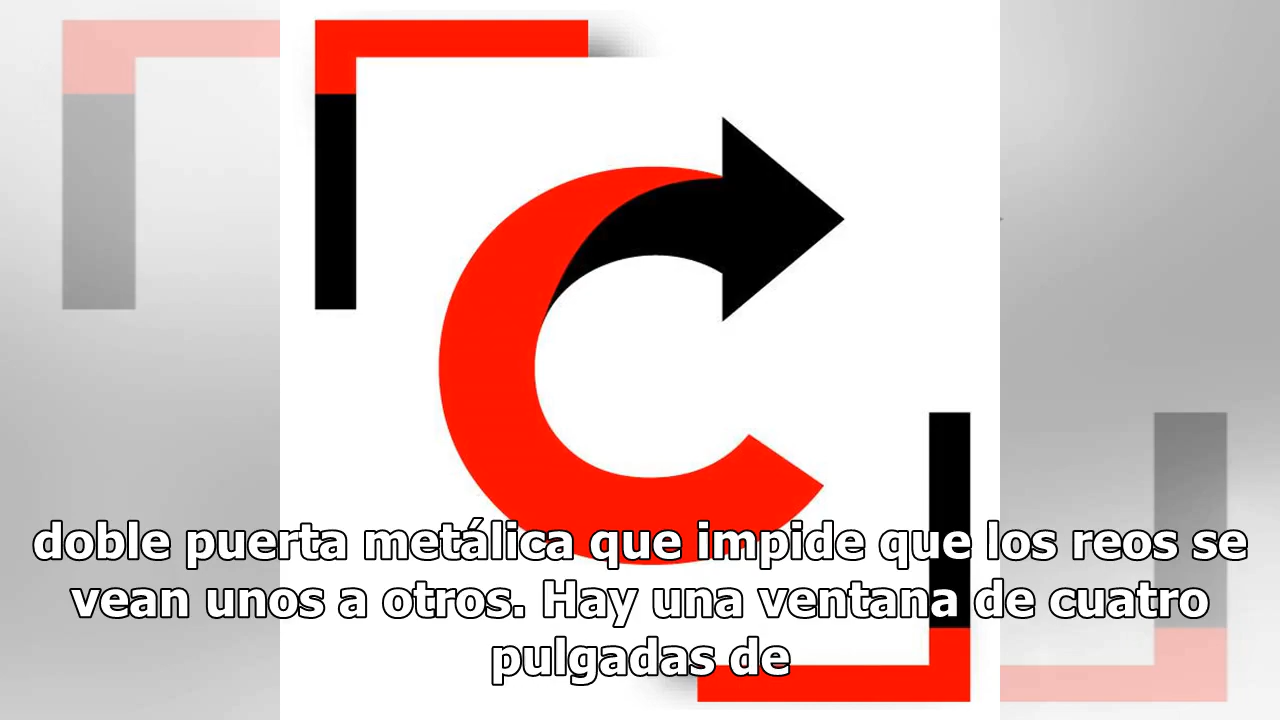 doble puerta metálica que impide que los reos se
vean unos a otros. Hay una ventana de cuatro
pulgadas de